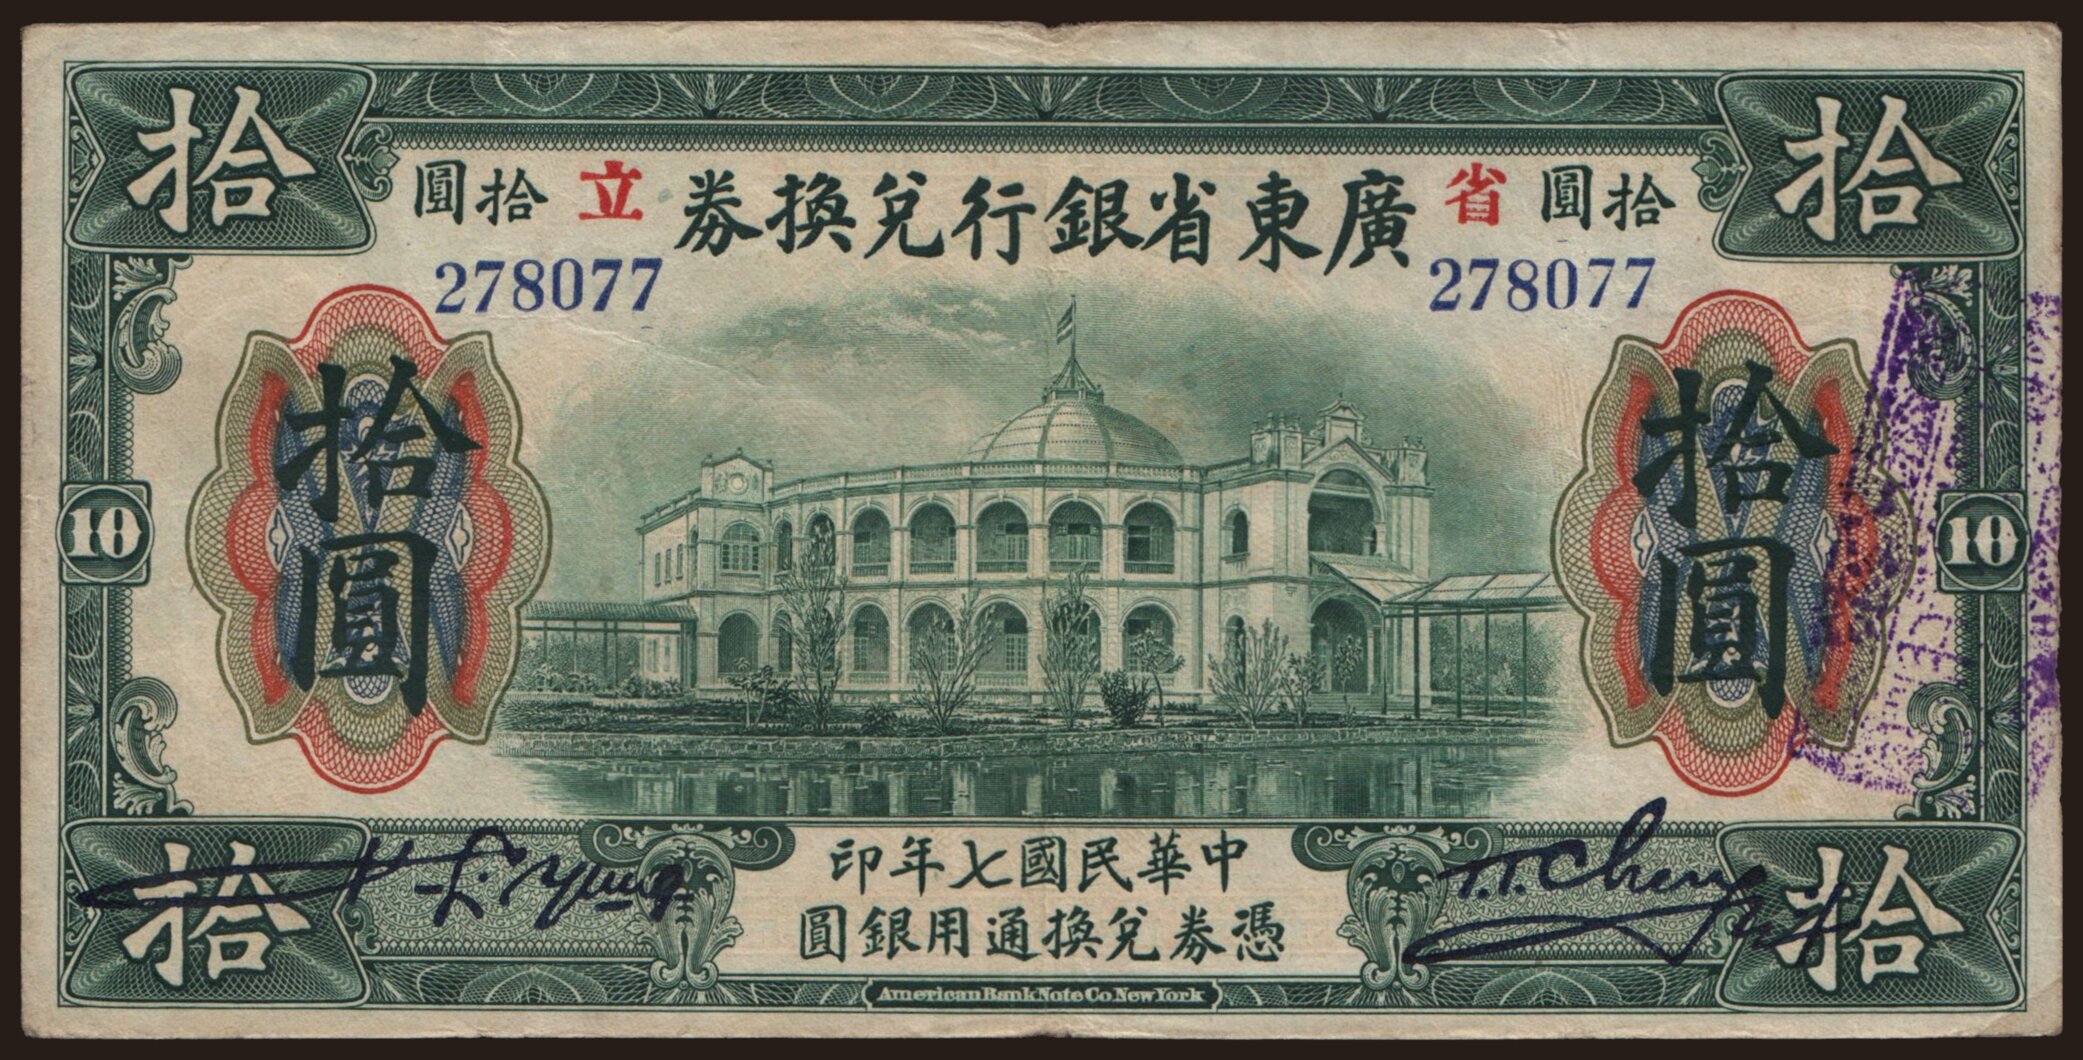 拾 拾
拾圓 省 廣東省銀行兌換券 立 拾圓
278077 278077
拾圓 拾圓
10 10
中華民國七年印
憑券兌換通用銀圓
拾 拾
American Bank Note Co. New York